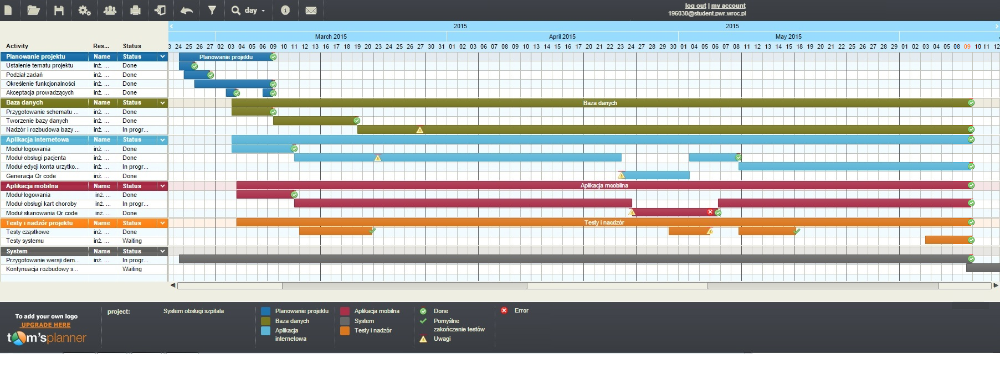 day
log out | my account
196030@student.pwr.wroc.pl
2015 2015
March 2015 April 2015 May 2015
Activity Res... Status 3 24 25 26 27 02 03 04 05 06 09 10 11 12 13 16 17 18 19 20 23 24 25 26 27 30 31 01 02 03 06 07 08 09 10 13 14 15 16 17 20 21 22 23 24 27 28 29 30 01 04 05 06 07 08 11 12 13 14 15 18 19 20 21 22 25 26 27 28 29 01 02 03 04 05 08 09 10 11 12
Planowanie projektu Name Status Planowanie projektu
Ustalenie tematu projektu inż. ... Done
Podział zadań inż. ... Done
Określenie funkcjonalności inż. ... Done
Akceptacja prowadzących inż. ... Done
Baza danych Name Status Baza danych
Przygotowanie schematu ... inż. ... Done
Tworzenie bazy danych inż. ... Done
Nadzór i rozbudowa bazy ... inż. ... In progr...
Aplikacja internetowa Name Status
Moduł logowania inż. ... Done
Moduł obsługi pacjenta inż. ... Done
Moduł edycji konta urzytko... inż. ... In progr...
Generacja Qr code inż. ... Done
Aplikacja mobilna Name Status Aplikacja mobilna
Moduł logowania inż. ... Done
Moduł obsługi kart choroby inż. ... In progr...
Moduł skanowania Qr code inż. ... Done
Testy i nadzór projektu Name Status Testy i nadzór
Testy cząstkowe inż. ... Done
Testy systemu inż. ... Waiting
System Name Status
Przygotowanie wersji dem... inż. ... In progr...
Kontynuacja rozbudowy s... Waiting
To add your own logo
UPGRADE HERE
tom'splanner
project: System obsługi szpitala
Planowanie projektu
Baza danych
Aplikacja
internetowa
Aplikacja mobilna
System
Testy i nadzór
Done
Pomyślne
zakończenie testów
Uwagi
Error